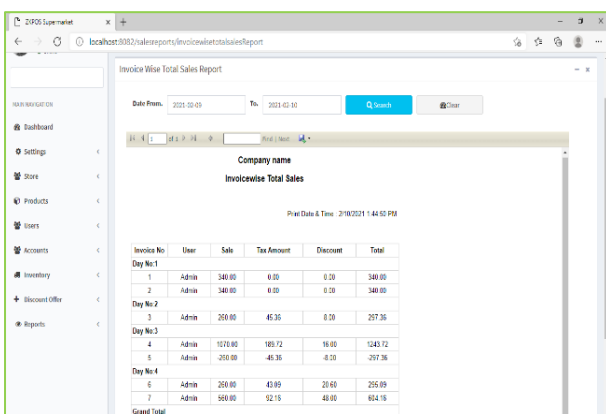 ZXPOS Supermarket
localhost:8082/salesreports/invoicewisetotalsalesReport
Invoice Wise Total Sales Report
Date From. 2021-02-09 To. 2021-02-10 Search Clear
MAIN NAVIGATION
Dashboard
Settings
Store
Products
Users
Accounts
Inventory
Discount Offer
Reports
1 of 1 Find | Next
Company name
Invoicewise Total Sales
Print Date & Time : 2/10/2021 1:44:50 PM
Invoice No User Sale Tax Amount Discount Total
Day No:1
1 Admin 340.00 0.00 0.00 340.00
2 Admin 340.00 0.00 0.00 340.00
Day No:2
3 Admin 260.00 45.36 8.00 297.36
Day No:3
4 Admin 1070.00 189.72 16.00 1243.72
5 Admin -260.00 -45.36 -8.00 -297.36
Day No:4
6 Admin 260.00 43.09 20.60
7 Admin 560.00 92.16 48.00 604.16
Grand Total